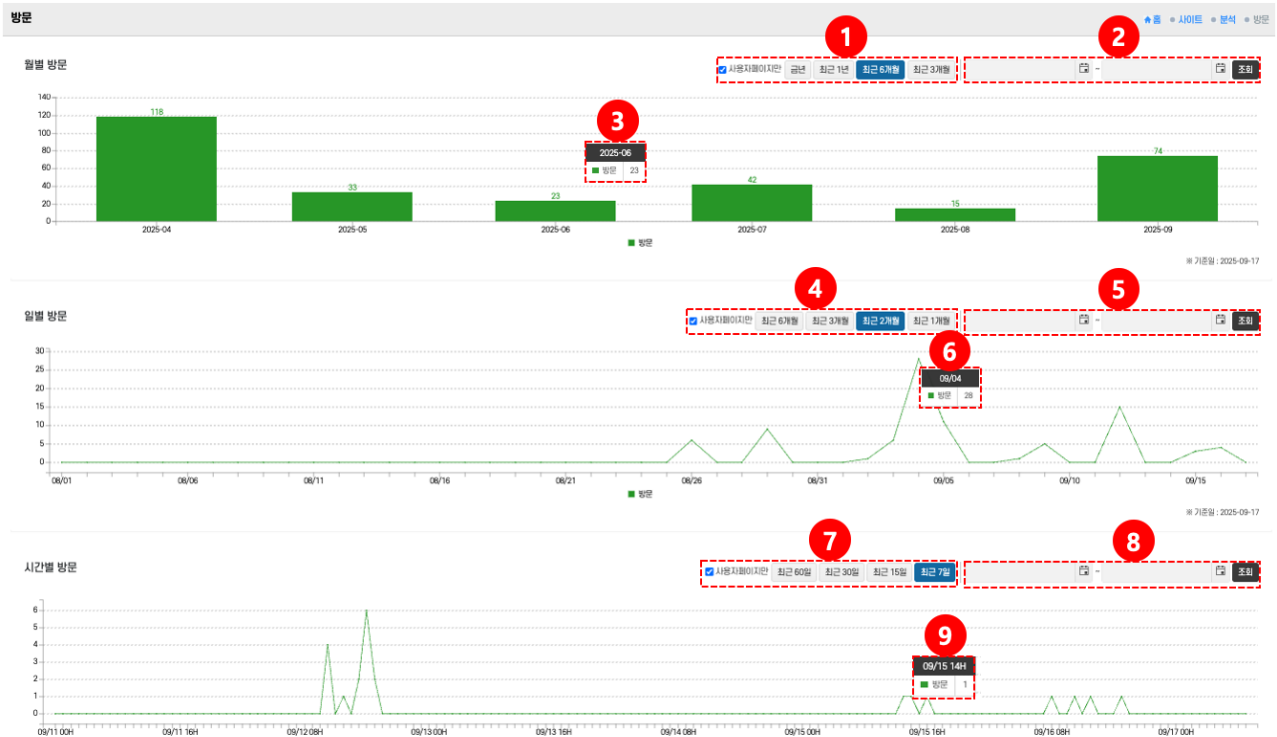 방문
홈 사이트 분석 방문
1
2
월별 방문
사용자페이지만 금년 최근 1년 최근 6개월 최근 3개월
~ 조회
140
120
100
80
60
40
20
0
118
33
23
42
15
74
3
2025-06
방문 23
2025-04 2025-05 2025-06 2025-07 2025-08 2025-09
방문
※ 기준일 : 2025-09-17
4
5
일별 방문
사용자페이지만 최근 6개월 최근 3개월 최근 2개월 최근 1개월
~ 조회
30
25
20
15
10
5
0
6
09/04
방문 28
08/01 08/06 08/11 08/16 08/21 08/26 08/31 09/05 09/10 09/15
방문
※ 기준일 : 2025-09-17
7
8
시간별 방문
사용자페이지만 최근 60일 최근 30일 최근 15일 최근 7일
~ 조회
6
5
4
3
2
1
0
9
09/15 14H
방문 1
09/11 00H 09/11 16H 09/12 08H 09/13 00H 09/13 16H 09/14 08H 09/15 00H 09/15 16H 09/16 08H 09/17 00H